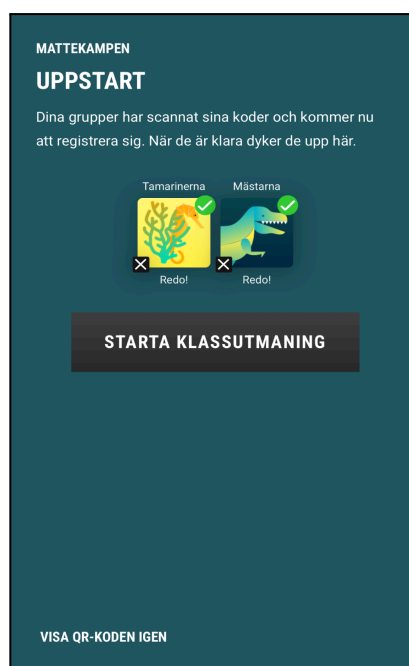 MATTEKAMPEN
UPPSTART
Dina grupper har scannat sina koder och kommer nu
att registrera sig. När de är klara dyker de upp här.
Tamarinerna Mästarna
Redo! Redo!
STARTA KLASSUTMANING
VISA QR-KODEN IGEN